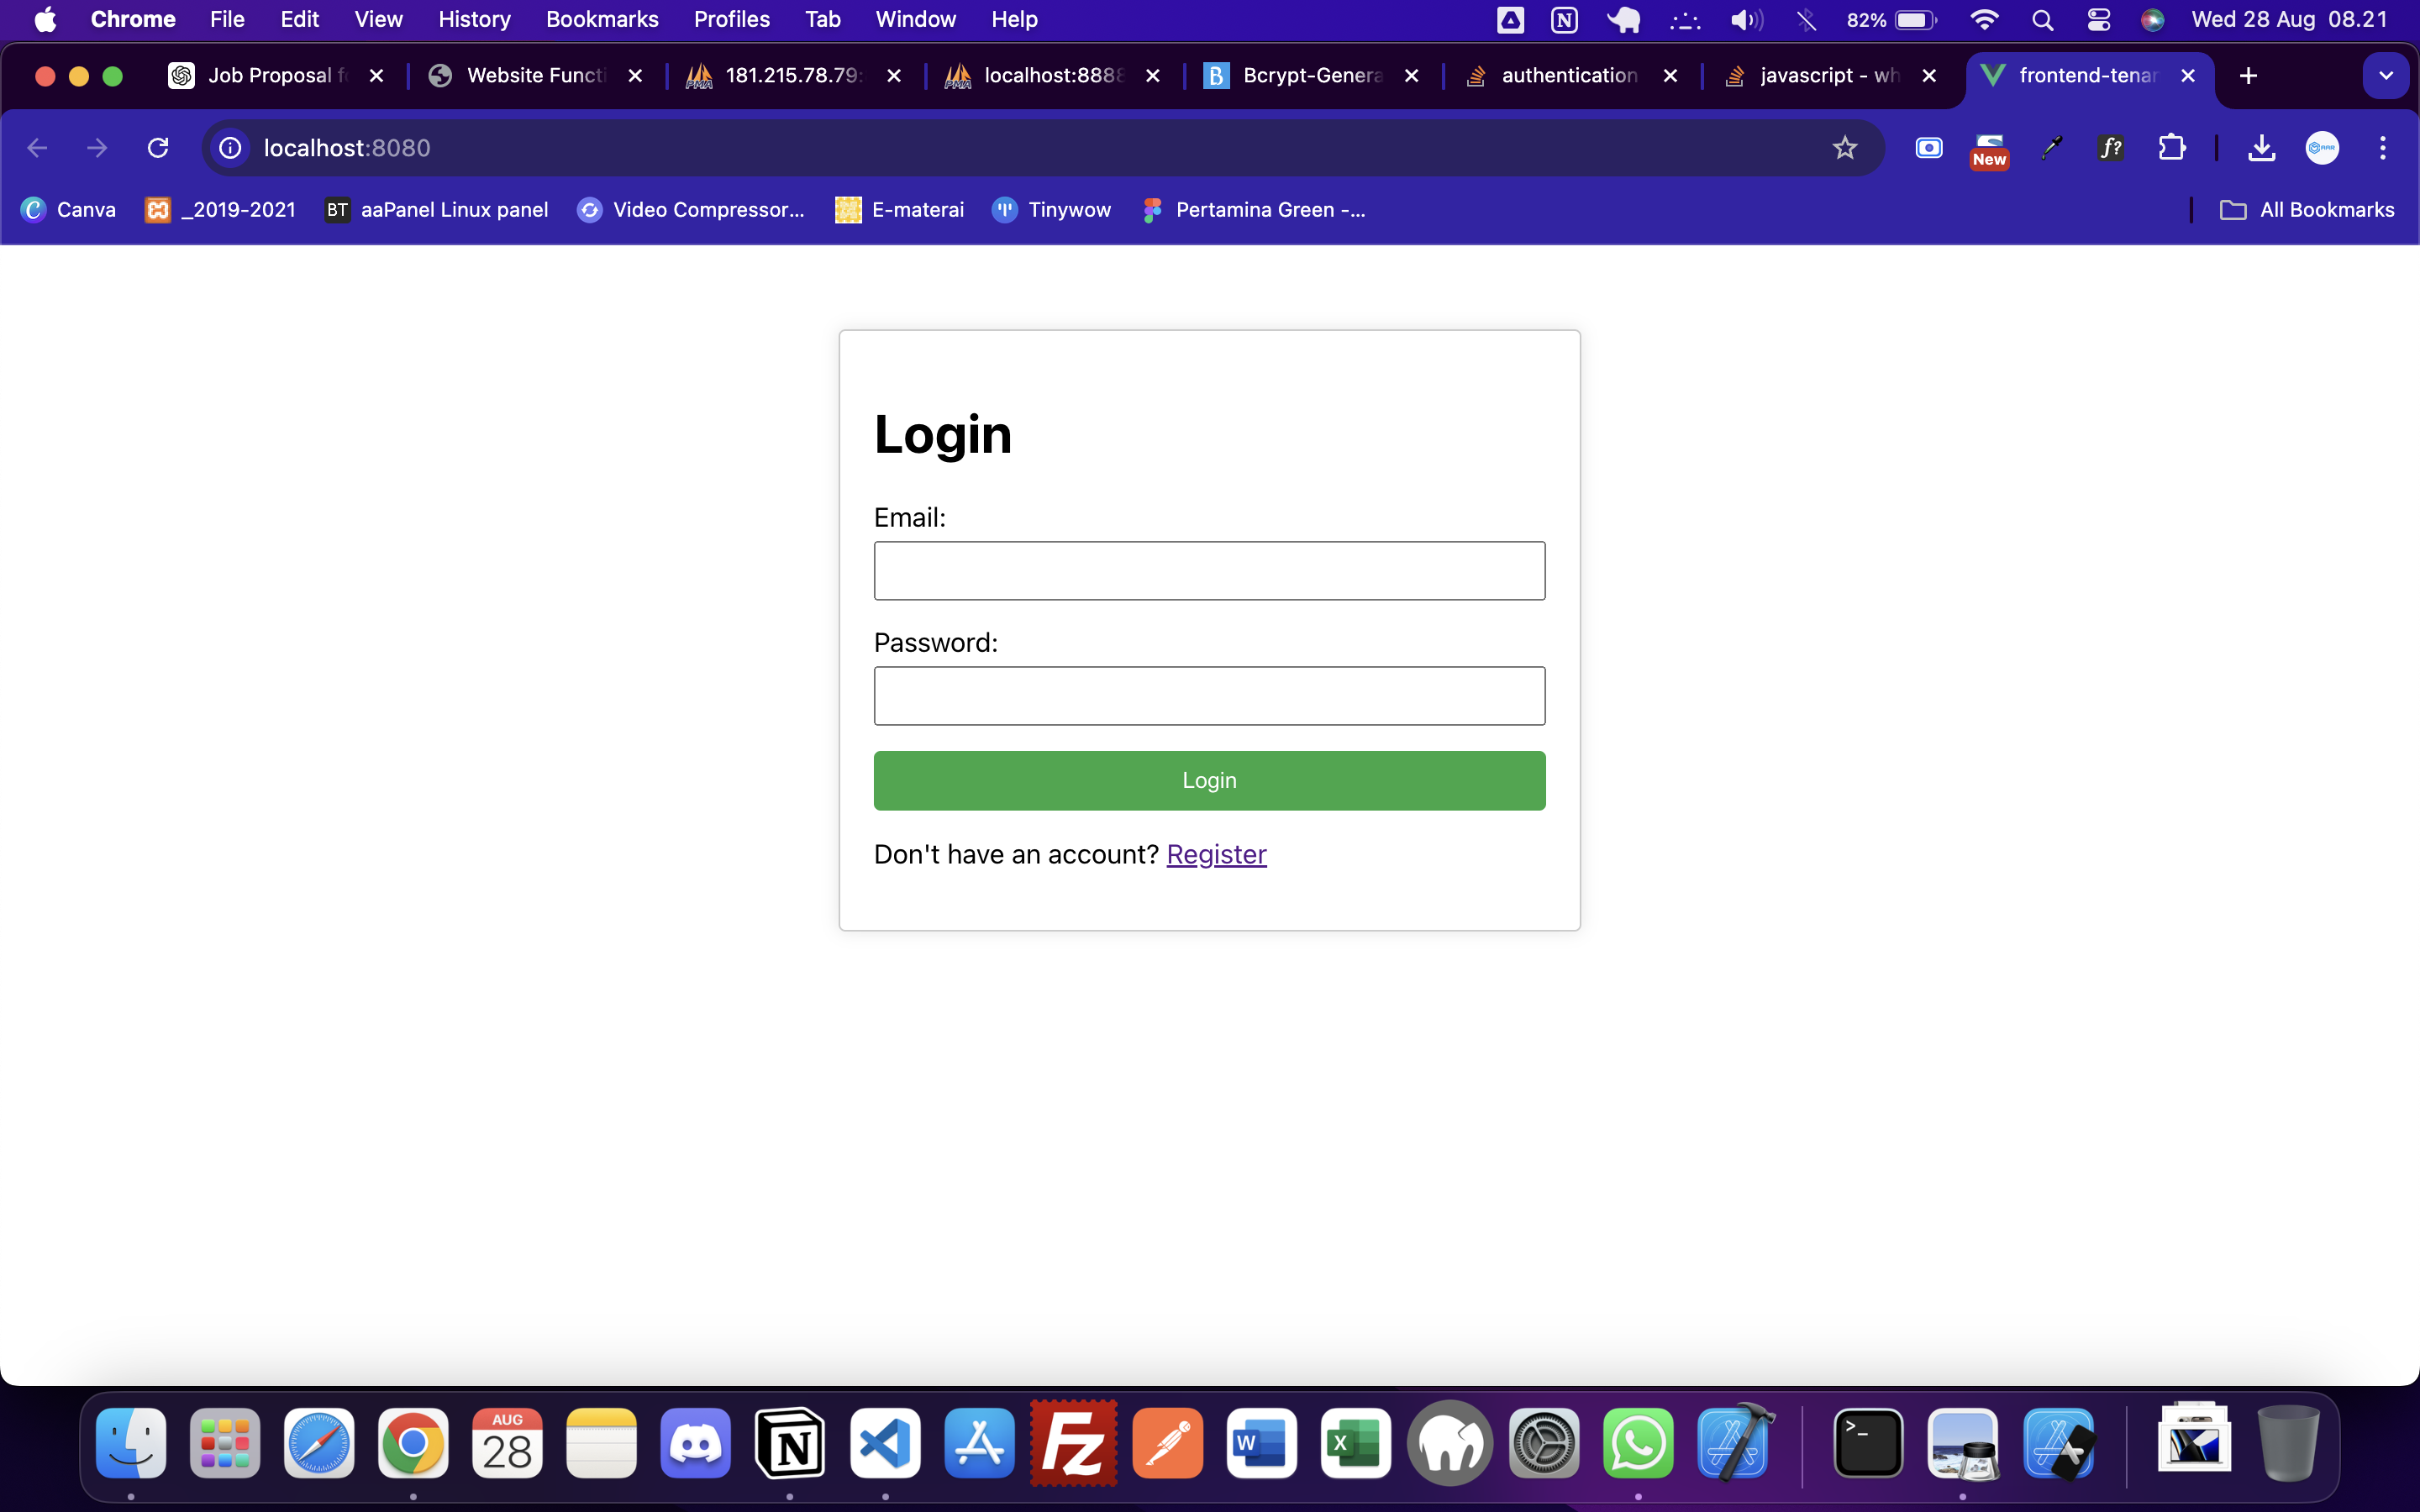 Chrome File Edit View History Bookmarks Profiles Tab Window Help 82% Wed 28 Aug 08.21
Job Proposal f Website Functi 181.215.78.79: localhost:8888 Bcrypt-Genera authentication javascript - wh frontend-tenar
localhost:8080 New f?
Canva _2019-2021 BT aaPanel Linux panel Video Compressor... E-materai Tinywow Pertamina Green -... All Bookmarks
Login
Email:
Password:
Login
Don't have an account? Register
AUG
28